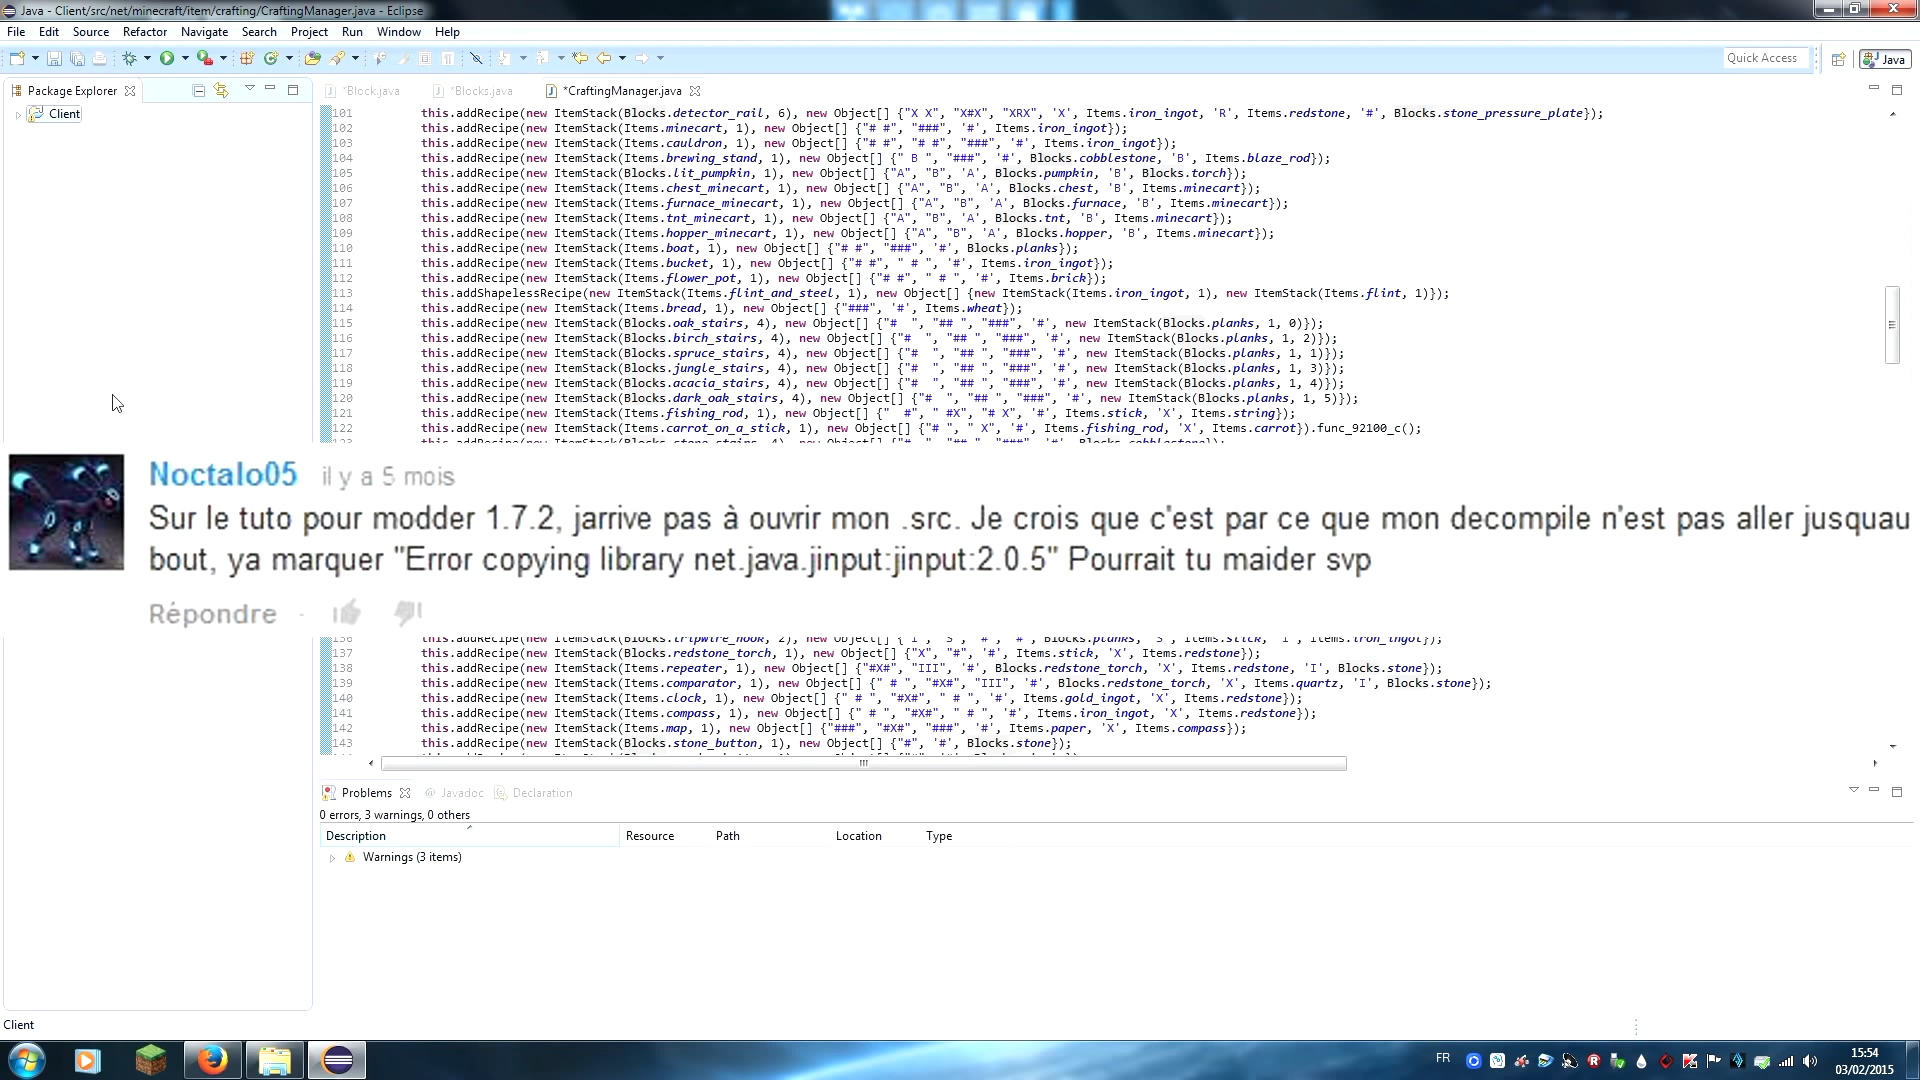 Java - Client/src/net/minecraft/item/crafting/CraftingManager.java - Eclipse
File Edit Source Refactor Navigate Search Project Run Window Help
Quick Access
Java
Package Explorer
*Block.java *Blocks.java *CraftingManager.java
Client
101 this.addRecipe(new ItemStack(Blocks.detector_rail, 6), new Object[] {"X X", "X#X", "XRX", 'X', Items.iron_ingot, 'R', Items.redstone, '#', Blocks.stone_pressure_plate});
102 this.addRecipe(new ItemStack(Items.minecart, 1), new Object[] {"# #", "###", '#', Items.iron_ingot});
103 this.addRecipe(new ItemStack(Items.cauldron, 1), new Object[] {"# #", "# #", "###", '#', Items.iron_ingot});
104 this.addRecipe(new ItemStack(Items.brewing_stand, 1), new Object[] {" B ", "###", '#', Blocks.cobblestone, 'B', Items.blaze_rod});
105 this.addRecipe(new ItemStack(Blocks.lit_pumpkin, 1), new Object[] {"A", "B", 'A', Blocks.pumpkin, 'B', Blocks.torch});
106 this.addRecipe(new ItemStack(Items.chest_minecart, 1), new Object[] {"A", "B", 'A', Blocks.chest, 'B', Items.minecart});
107 this.addRecipe(new ItemStack(Items.furnace_minecart, 1), new Object[] {"A", "B", 'A', Blocks.furnace, 'B', Items.minecart});
108 this.addRecipe(new ItemStack(Items.tnt_minecart, 1), new Object[] {"A", "B", 'A', Blocks.tnt, 'B', Items.minecart});
109 this.addRecipe(new ItemStack(Items.hopper_minecart, 1), new Object[] {"A", "B", 'A', Blocks.hopper, 'B', Items.minecart});
110 this.addRecipe(new ItemStack(Items.boat, 1), new Object[] {"# #", "###", '#', Blocks.planks});
111 this.addRecipe(new ItemStack(Items.bucket, 1), new Object[] {"# #", " # ", '#', Items.iron_ingot});
112 this.addRecipe(new ItemStack(Items.flower_pot, 1), new Object[] {"# #", " # ", '#', Items.brick});
113 this.addShapelessRecipe(new ItemStack(Items.flint_and_steel, 1), new Object[] {new ItemStack(Items.iron_ingot, 1), new ItemStack(Items.flint, 1)});
114 this.addRecipe(new ItemStack(Items.bread, 1), new Object[] {"###", '#', Items.wheat});
115 this.addRecipe(new ItemStack(Blocks.oak_stairs, 4), new Object[] {"#  ", "## ", "###", '#', new ItemStack(Blocks.planks, 1, 0)});
116 this.addRecipe(new ItemStack(Blocks.birch_stairs, 4), new Object[] {"#  ", "## ", "###", '#', new ItemStack(Blocks.planks, 1, 2)});
117 this.addRecipe(new ItemStack(Blocks.spruce_stairs, 4), new Object[] {"#  ", "## ", "###", '#', new ItemStack(Blocks.planks, 1, 1)});
118 this.addRecipe(new ItemStack(Blocks.jungle_stairs, 4), new Object[] {"#  ", "## ", "###", '#', new ItemStack(Blocks.planks, 1, 3)});
119 this.addRecipe(new ItemStack(Blocks.acacia_stairs, 4), new Object[] {"#  ", "## ", "###", '#', new ItemStack(Blocks.planks, 1, 4)});
120 this.addRecipe(new ItemStack(Blocks.dark_oak_stairs, 4), new Object[] {"#  ", "## ", "###", '#', new ItemStack(Blocks.planks, 1, 5)});
121 this.addRecipe(new ItemStack(Items.fishing_rod, 1), new Object[] {"  #", " #X", "# X", '#', Items.stick, 'X', Items.string});
122 this.addRecipe(new ItemStack(Items.carrot_on_a_stick, 1), new Object[] {"# ", " X", '#', Items.fishing_rod, 'X', Items.carrot}).func_92100_c();
Noctalo05 il y a 5 mois
Sur le tuto pour modder 1.7.2, jarrive pas à ouvrir mon .src. Je crois que c'est par ce que mon decompile n'est pas aller jusquau
bout, ya marquer "Error copying library net.java.jinput:jinput:2.0.5" Pourrait tu maider svp
Répondre
137 this.addRecipe(new ItemStack(Blocks.redstone_torch, 1), new Object[] {"X", "#", '#', Items.stick, 'X', Items.redstone});
138 this.addRecipe(new ItemStack(Items.repeater, 1), new Object[] {"#X#", "III", '#', Blocks.redstone_torch, 'X', Items.redstone, 'I', Blocks.stone});
139 this.addRecipe(new ItemStack(Items.comparator, 1), new Object[] {" # ", "#X#", "III", '#', Blocks.redstone_torch, 'X', Items.quartz, 'I', Blocks.stone});
140 this.addRecipe(new ItemStack(Items.clock, 1), new Object[] {" # ", "#X#", " # ", '#', Items.gold_ingot, 'X', Items.redstone});
141 this.addRecipe(new ItemStack(Items.compass, 1), new Object[] {" # ", "#X#", " # ", '#', Items.iron_ingot, 'X', Items.redstone});
142 this.addRecipe(new ItemStack(Items.map, 1), new Object[] {"###", "#X#", "###", '#', Items.paper, 'X', Items.compass});
143 this.addRecipe(new ItemStack(Blocks.stone_button, 1), new Object[] {"#", '#', Blocks.stone});
Problems Javadoc Declaration
0 errors, 3 warnings, 0 others
Description Resource Path Location Type
Warnings (3 items)
Client
FR
15:54
03/02/2015